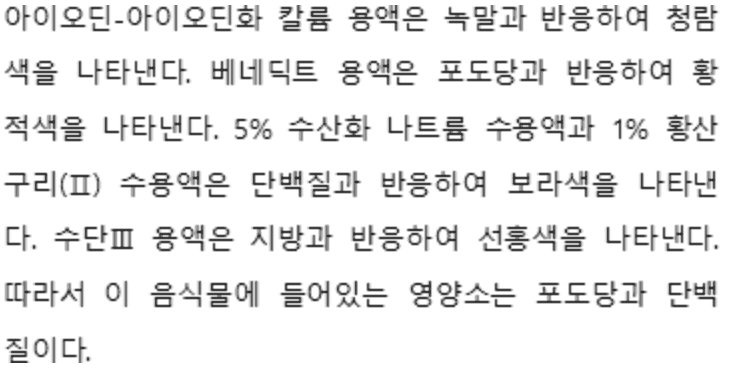 아이오딘-아이오딘화 칼륨 용액은 녹말과 반응하여 청람
색을 나타낸다. 베네딕트 용액은 포도당과 반응하여 황
적색을 나타낸다. 5% 수산화 나트륨 수용액과 1% 황산
구리(Ⅱ) 수용액은 단백질과 반응하여 보라색을 나타낸
다. 수단Ⅲ 용액은 지방과 반응하여 선홍색을 나타낸다.
따라서 이 음식물에 들어있는 영양소는 포도당과 단백
질이다.